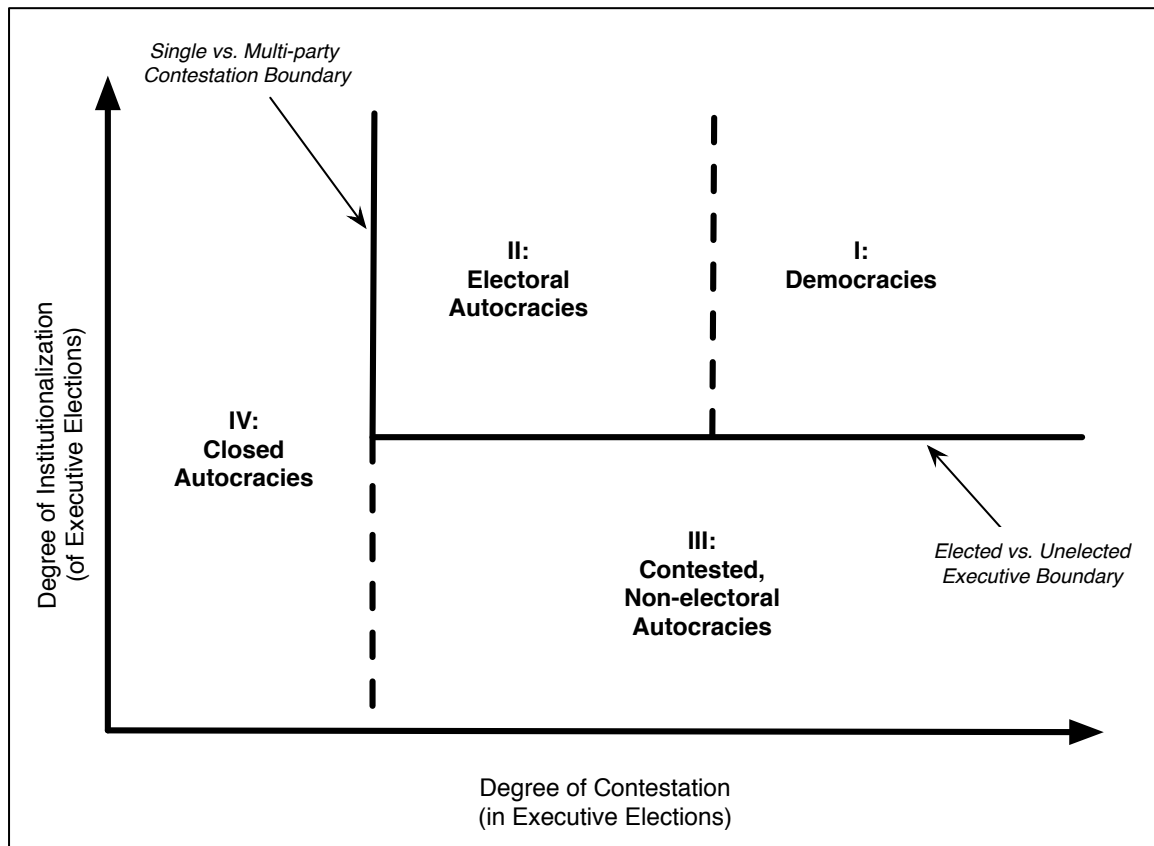 Single vs. Multi-party
Contestation Boundary
II:
Electoral
Autocracies
I:
Democracies
Degree of Institutionalization
(of Executive Elections)
IV:
Closed
Autocracies
III:
Contested,
Non-electoral
Autocracies
Elected vs. Unelected
Executive Boundary
Degree of Contestation
(in Executive Elections)